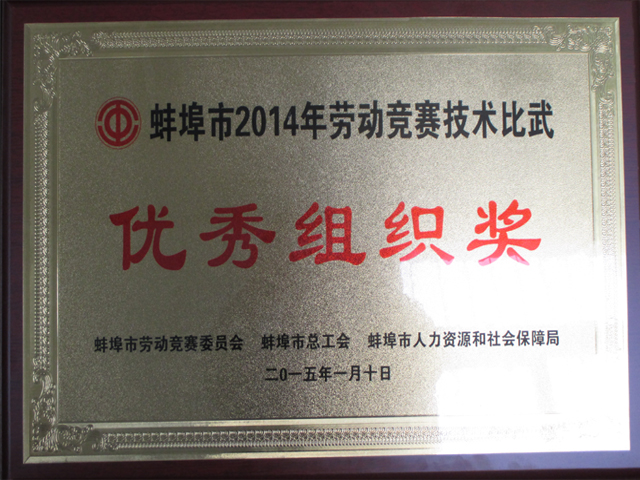 蚌埠市2014年劳动竞赛技术比武
优秀组织奖
蚌埠市劳动竞赛委员会 蚌埠市总工会 蚌埠市人力资源和社会保障局
二0一五年一月十日